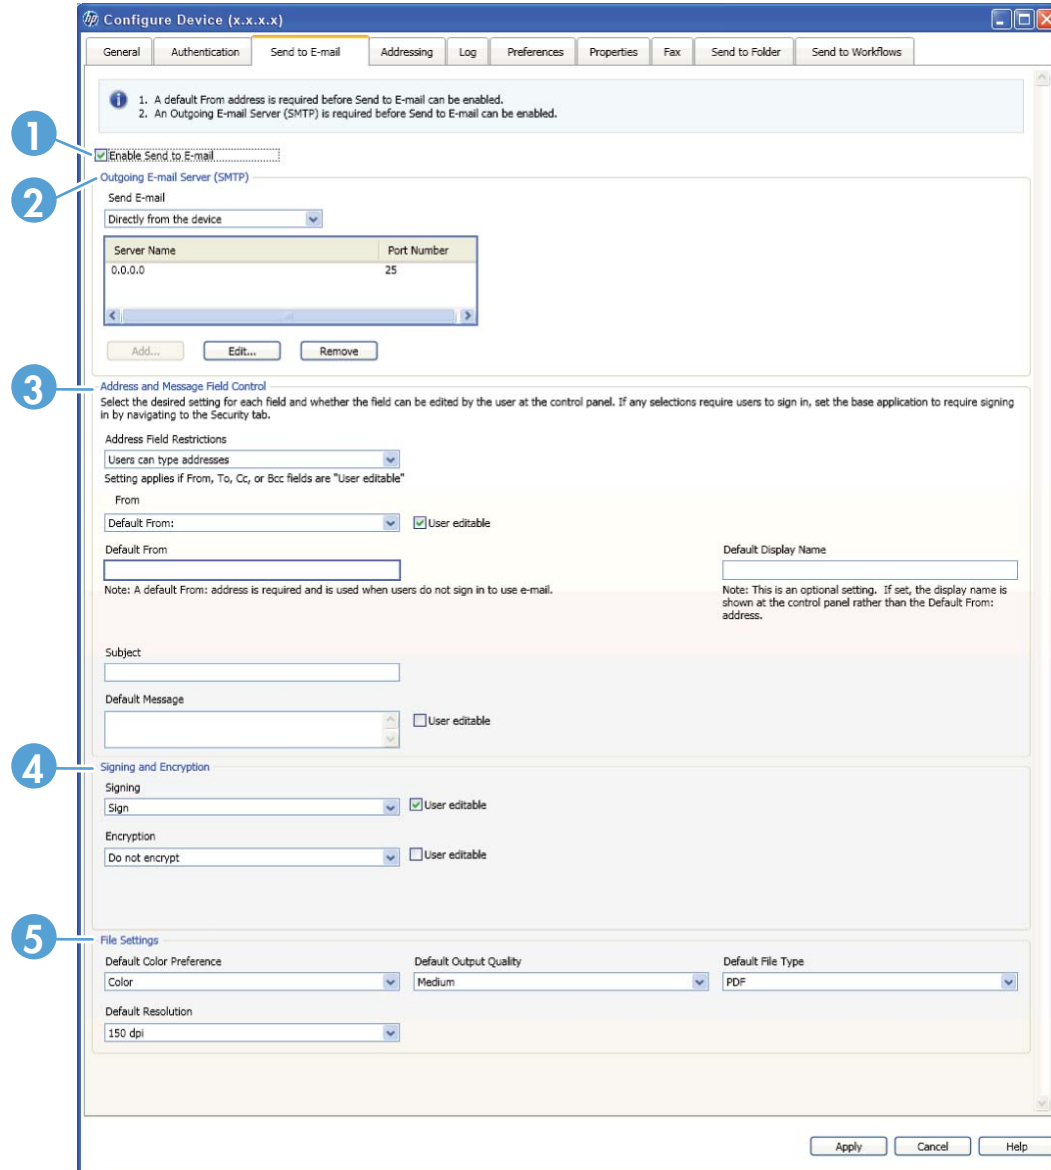 hp Configure Device (x.x.x.x)
General Authentication Send to E-mail Addressing Log Preferences Properties Fax Send to Folder Send to Workflows
1. A default From address is required before Send to E-mail can be enabled.
2. An Outgoing E-mail Server (SMTP) is required before Send to E-mail can be enabled.
1
Enable Send to E-mail
2
Outgoing E-mail Server (SMTP)
Send E-mail
Directly from the device
Server Name Port Number
0.0.0.0 25
Add... Edit... Remove
3
Address and Message Field Control
Select the desired setting for each field and whether the field can be edited by the user at the control panel. If any selections require users to sign in, set the base application to require signing
in by navigating to the Security tab.
Address Field Restrictions
Users can type addresses
Setting applies if From, To, Cc, or Bcc fields are "User editable"
From
Default From: User editable
Default From Default Display Name
Note: A default From: address is required and is used when users do not sign in to use e-mail.
Note: This is an optional setting. If set, the display name is
shown at the control panel rather than the Default From:
address.
Subject
Default Message
User editable
4
Signing and Encryption
Signing
Sign User editable
Encryption
Do not encrypt User editable
5
File Settings
Default Color Preference Default Output Quality Default File Type
Color Medium PDF
Default Resolution
150 dpi
Apply Cancel Help